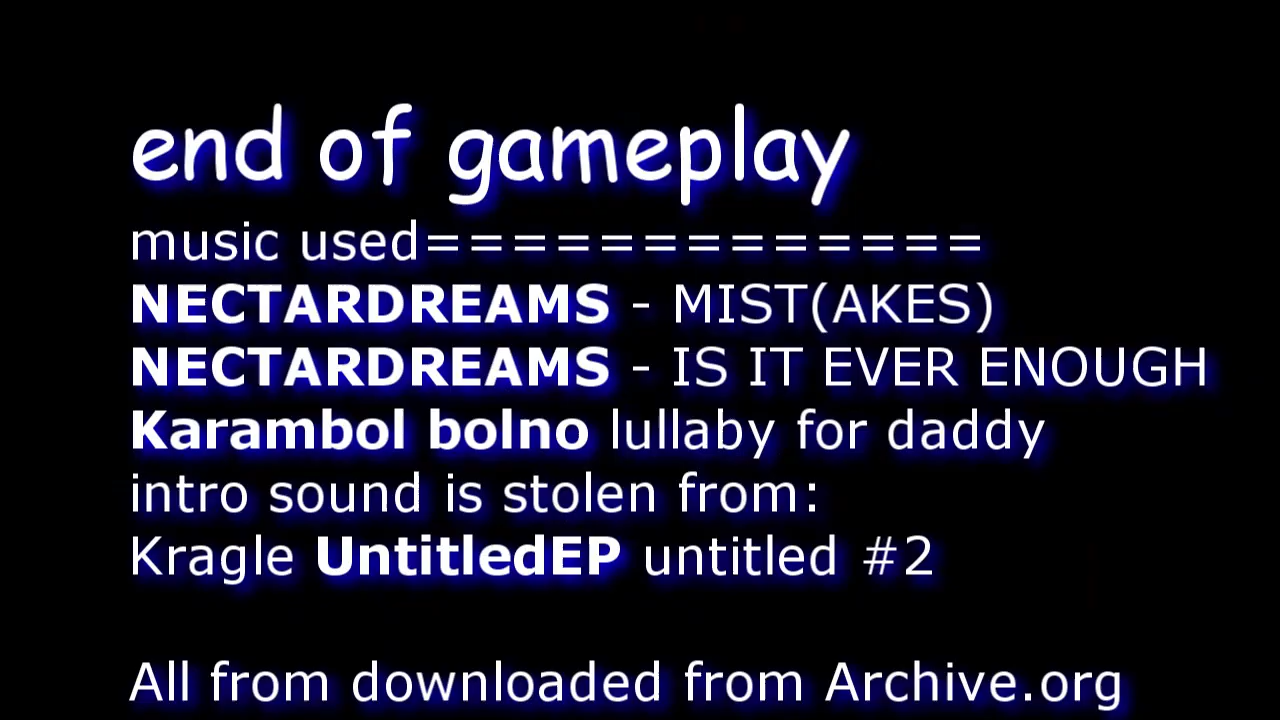 end of gameplay
music used=============
NECTARDREAMS - MIST(AKES)
NECTARDREAMS - IS IT EVER ENOUGH
Karambol bolno lullaby for daddy
intro sound is stolen from:
Kragle UntitledEP untitled #2
All from downloaded from Archive.org